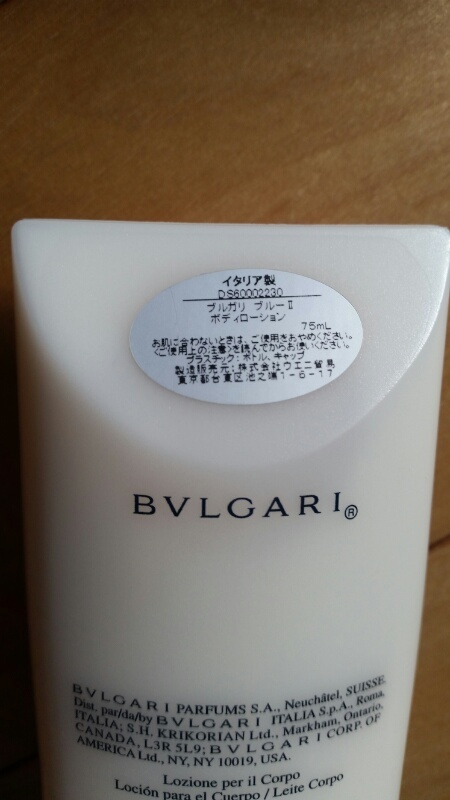 イタリア製
DS60002230
ブルガリ ブルーⅡ
ボディローション
75mL
お肌に合わないときは、ご使用をおやめください。
<ご使用上の注意>を読んでからお使いください。
プラスチック:ボトル、キャップ
製造販売元:株式会社ウエニ貿易
東京都台東区池之端1-6-17
BVLGARI®
BVLGARI PARFUMS S.A., Neuchâtel, SUISSE.
Dist. par/da/by BVLGARI ITALIA S.p.A., Roma,
ITALIA; S.H. KRIKORIAN Ltd., Markham, Ontario,
CANADA, L3R 5L9; BVLGARI CORP. OF
AMERICA Ltd., NY, NY 10019, USA.
Lozione per il Corpo
Loción para el Cuerpo / Leite Corpo